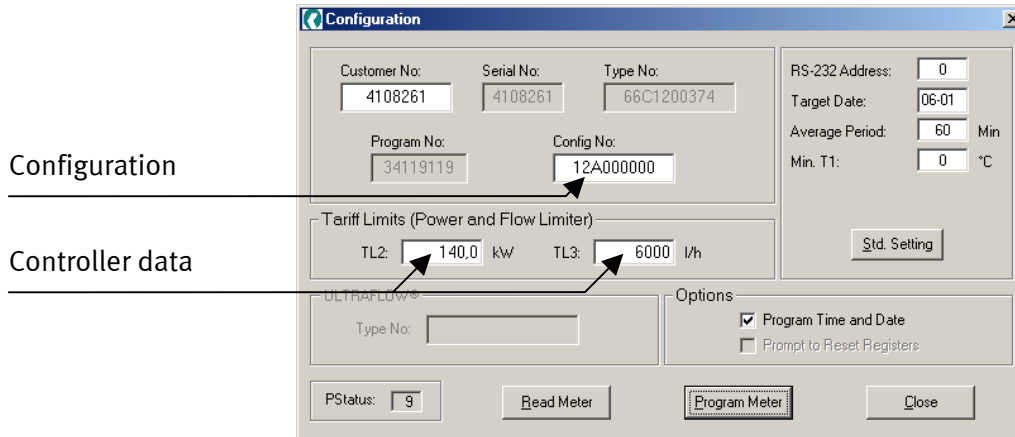 Configuration
Customer No: Serial No: Type No:
4108261 4108261 66C1200374
Program No: Config No:
34119119 12A000000
RS-232 Address: 0
Target Date: 06-01
Average Period: 60 Min
Min. T1: 0 °C
Std. Setting
Configuration
Tariff Limits (Power and Flow Limiter)
TL2: 140,0 kW TL3: 6000 l/h
Controller data
ULTRAFLOW®
Type No:
Options
Program Time and Date
Prompt to Reset Registers
PStatus: 9 Read Meter Program Meter Close